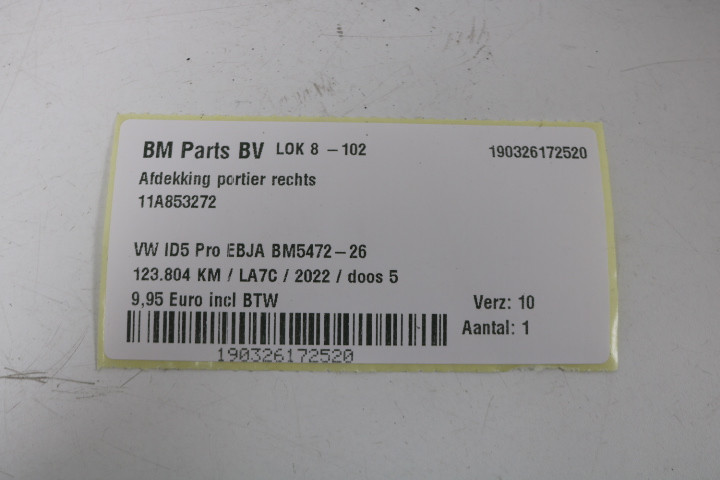 BM Parts BV LOK 8 - 102 190326172520
Afdekking portier rechts
11A853272
VW ID5 Pro EBJA BM5472-26
123.804 KM / LA7C / 2022 / doos 5
9,95 Euro incl BTW Verz: 10
Aantal: 1
190326172520